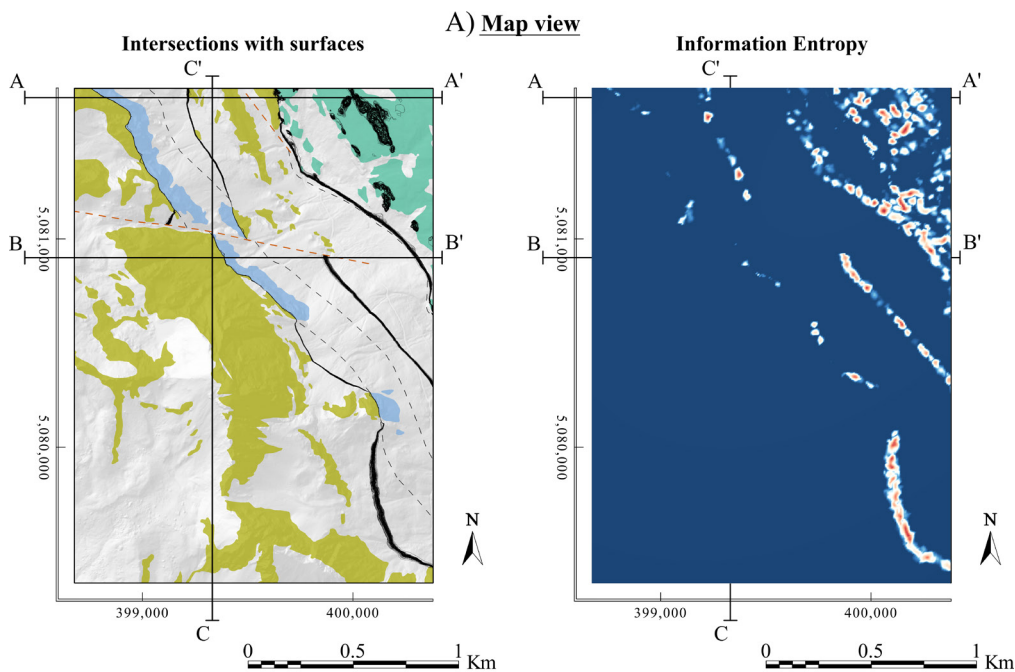 A) Map view
Intersections with surfaces
Information Entropy
C'
C'
A
A'
A
A'
5,081,000
5,081,000
B
B'
B
B'
5,080,000
5,080,000
N
N
399,000
400,000
399,000
400,000
C
C
0
0.5
1
Km
0
0.5
1
Km